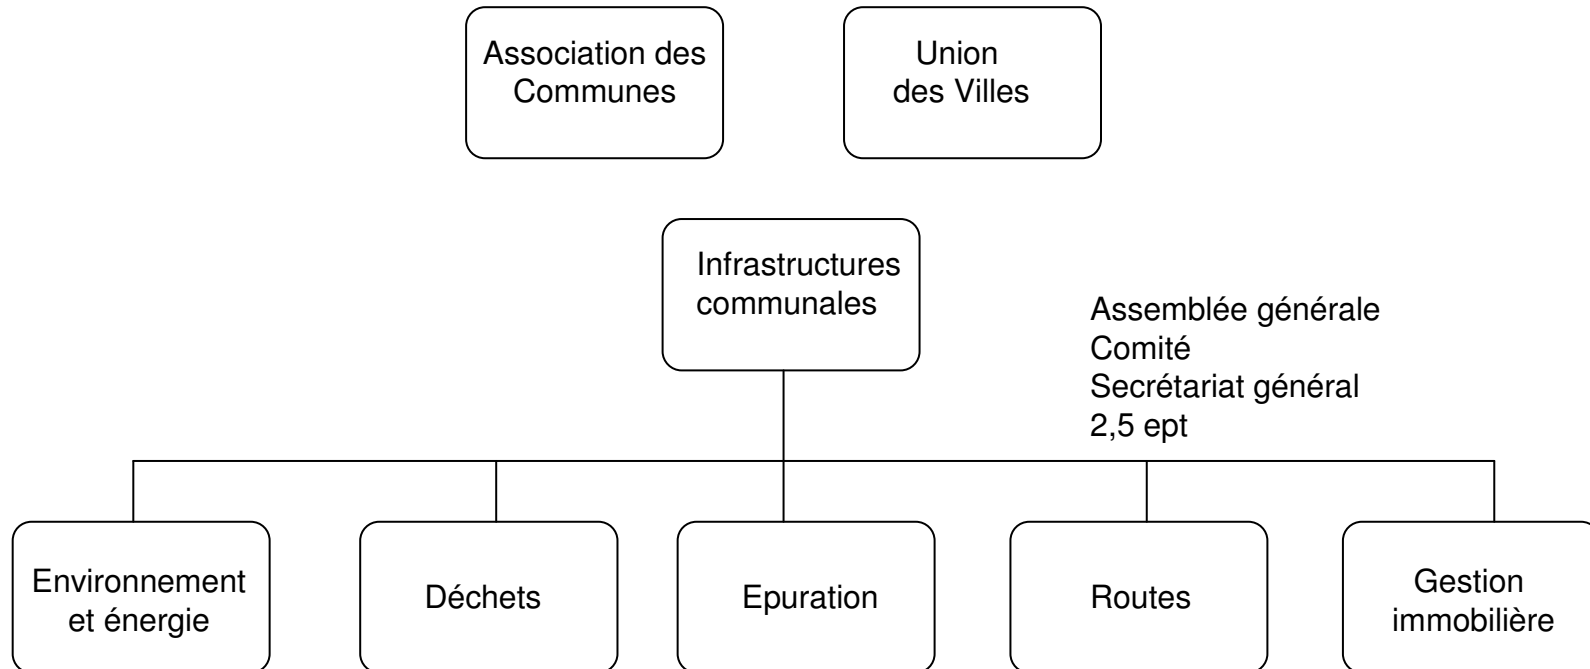 Association des
Communes
Union
des Villes
Infrastructures
communales
Assemblée générale
Comité
Secrétariat général
2,5 ept
Environnement
et énergie
Déchets
Epuration
Routes
Gestion
immobilière